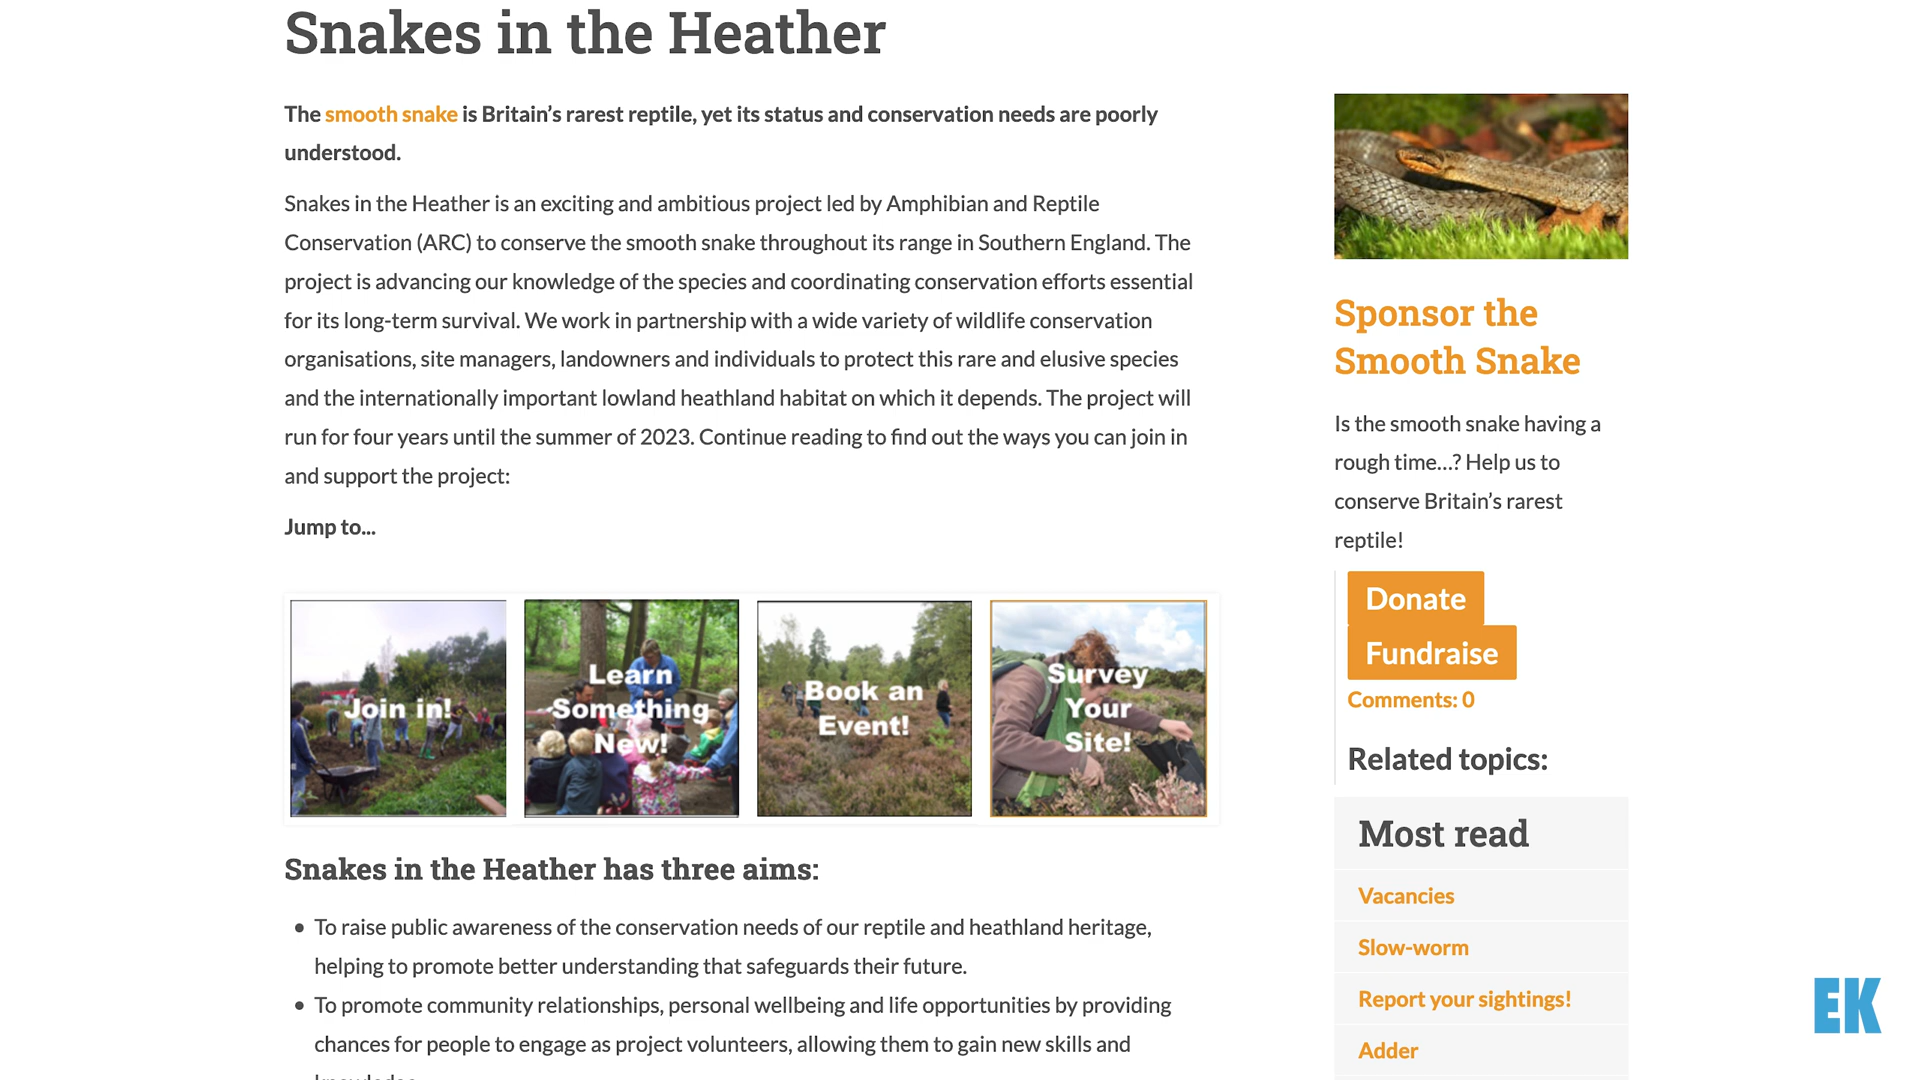 Snakes in the Heather
The smooth snake is Britain’s rarest reptile, yet its status and conservation needs are poorly
understood.
Snakes in the Heather is an exciting and ambitious project led by Amphibian and Reptile
Conservation (ARC) to conserve the smooth snake throughout its range in Southern England. The
project is advancing our knowledge of the species and coordinating conservation efforts essential
for its long-term survival. We work in partnership with a wide variety of wildlife conservation
organisations, site managers, landowners and individuals to protect this rare and elusive species
and the internationally important lowland heathland habitat on which it depends. The project will
run for four years until the summer of 2023. Continue reading to find out the ways you can join in
and support the project:
Jump to...
Join in!
Learn
Something
New!
Book an
Event!
Survey
Your
Site!
Snakes in the Heather has three aims:
• To raise public awareness of the conservation needs of our reptile and heathland heritage,
helping to promote better understanding that safeguards their future.
• To promote community relationships, personal wellbeing and life opportunities by providing
chances for people to engage as project volunteers, allowing them to gain new skills and
Sponsor the
Smooth Snake
Is the smooth snake having a
rough time...? Help us to
conserve Britain’s rarest
reptile!
Donate
Fundraise
Comments: 0
Related topics:
Most read
Vacancies
Slow-worm
Report your sightings!
Adder
EK